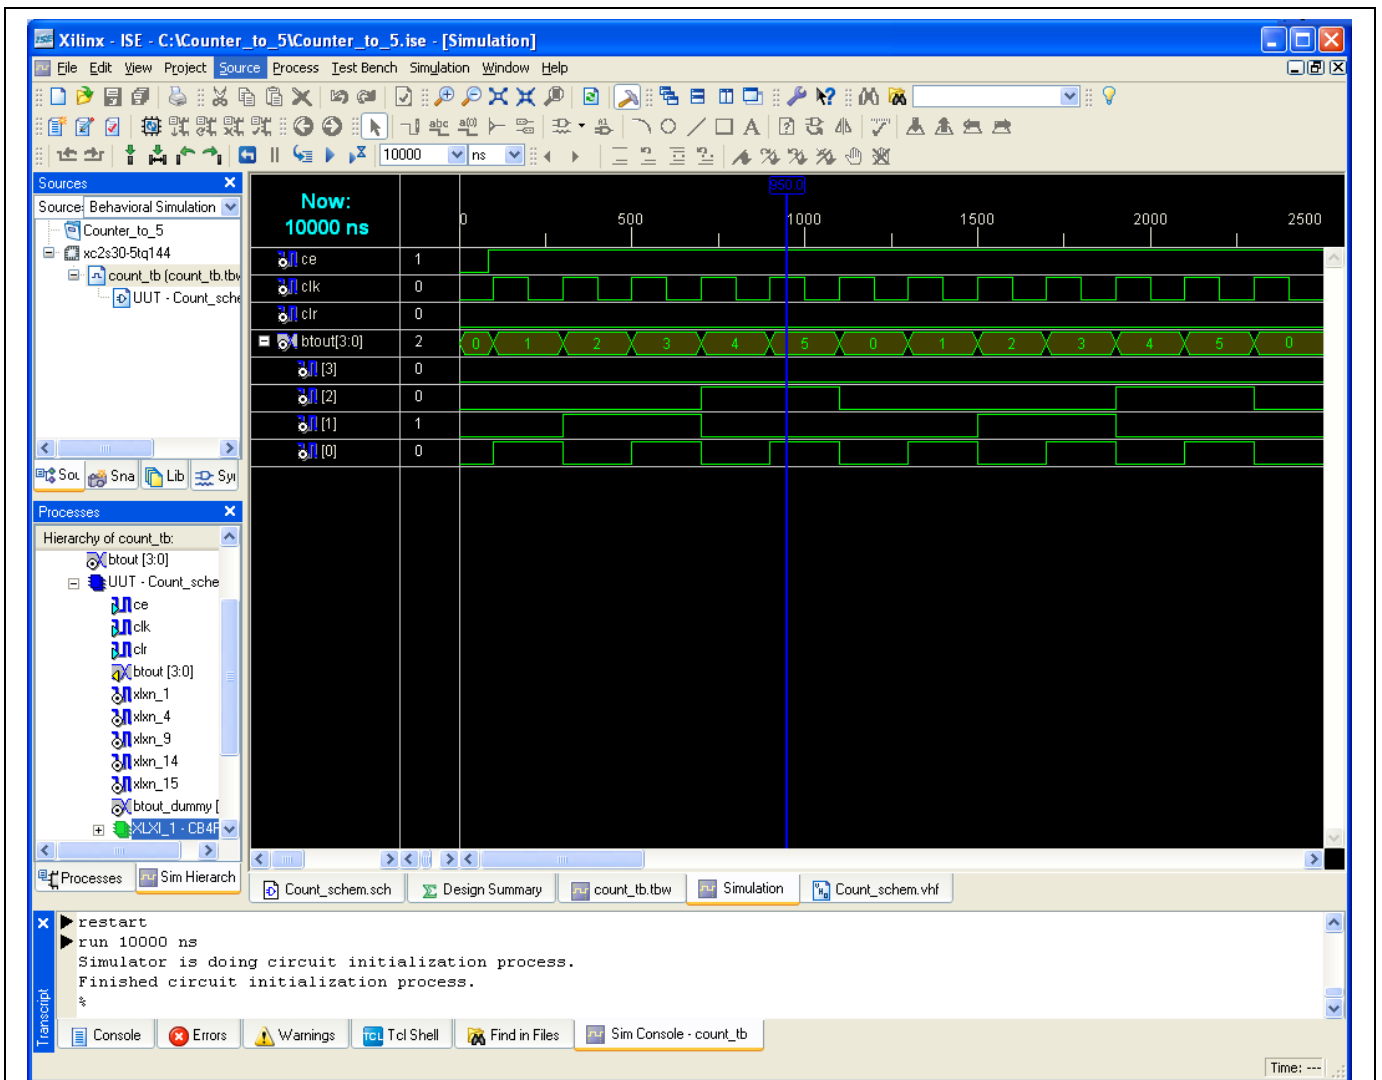 Xilinx - ISE - C:\Counter_to_5\Counter_to_5.ise - [Simulation]
File Edit View Project Source Process Test Bench Simulation Window Help
10000 ns
Sources
Source: Behavioral Simulation
Counter_to_5
xc2s30-5tq144
count_tb (count_tb.tbw
UUT - Count_sche
Sou Sna Lib Syn
Processes
Hierarchy of count_tb:
btout [3:0]
UUT - Count_sche
ce
clk
clr
btout [3:0]
xlxn_1
xlxn_4
xlxn_9
xlxn_14
xlxn_15
btout_dummy [
XLXI_1 - CB4R
Processes Sim Hierarch
Now:
10000 ns
950.0
0 500 1000 1500 2000 2500
ce 1
clk 0
clr 0
btout[3:0] 2 0 1 2 3 4 5 0 1 2 3 4 5 0
[3] 0
[2] 0
[1] 1
[0] 0
Count_schem.sch Design Summary count_tb.tbw Simulation Count_schem.vhf
restart
run 10000 ns
Simulator is doing circuit initialization process.
Finished circuit initialization process.
%
Transcript
Console Errors Warnings TCL Tcl Shell Find in Files Sim Console - count_tb
Time: ---